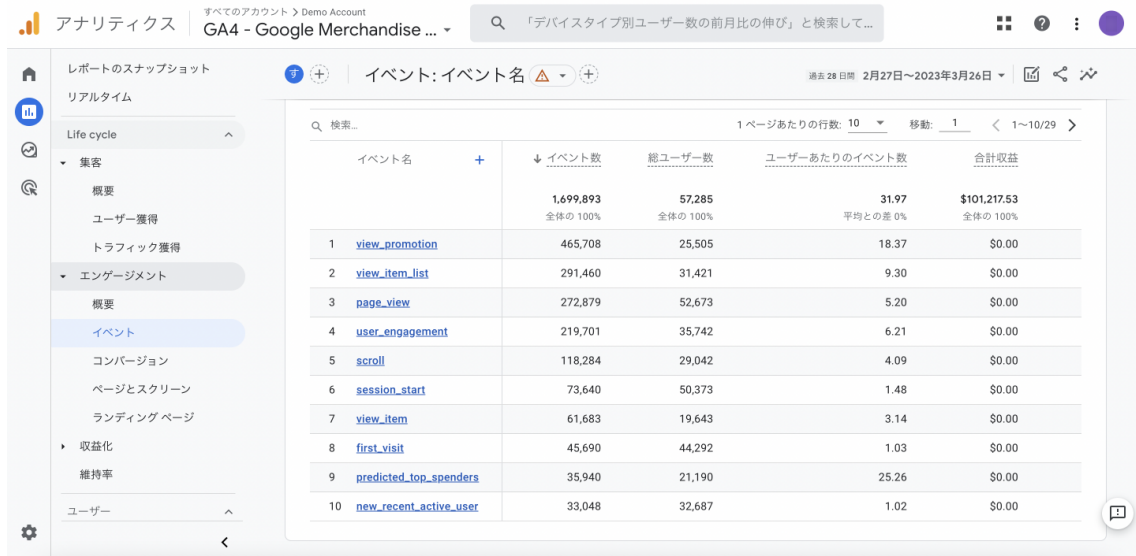 アナリティクス
すべてのアカウント > Demo Account
GA4 - Google Merchandise ...
「デバイスタイプ別ユーザー数の前月比の伸び」と検索して...
レポートのスナップショット
リアルタイム
Life cycle
集客
概要
ユーザー獲得
トラフィック獲得
エンゲージメント
概要
イベント
コンバージョン
ページとスクリーン
ランディング ページ
収益化
維持率
ユーザー
す
イベント: イベント名
過去 28 日間 2月27日～2023年3月26日
検索...
1 ページあたりの行数: 10 移動: 1 1～10/29
イベント名 + ↓ イベント数 総ユーザー数 ユーザーあたりのイベント数 合計収益
1,699,893 57,285 31.97 $101,217.53
全体の 100% 全体の 100% 平均との差 0% 全体の 100%
1 view_promotion 465,708 25,505 18.37 $0.00
2 view_item_list 291,460 31,421 9.30 $0.00
3 page_view 272,879 52,673 5.20 $0.00
4 user_engagement 219,701 35,742 6.21 $0.00
5 scroll 118,284 29,042 4.09 $0.00
6 session_start 73,640 50,373 1.48 $0.00
7 view_item 61,683 19,643 3.14 $0.00
8 first_visit 45,690 44,292 1.03 $0.00
9 predicted_top_spenders 35,940 21,190 25.26 $0.00
10 new_recent_active_user 33,048 32,687 1.02 $0.00